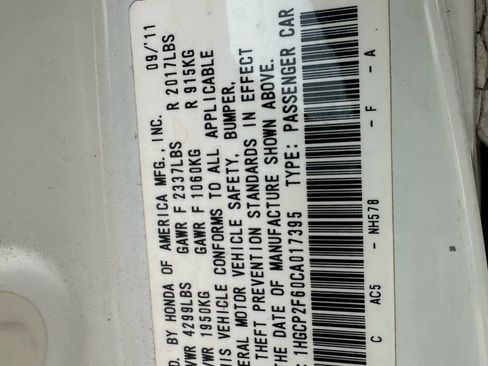 D. BY HONDA OF AMERICA MFG., INC. 09/'11
VWR 4299LBS GAWR F 2337LBS R 2017LBS
VWR 1950KG GAWR F 1060KG R 915KG
HIS VEHICLE CONFORMS TO ALL APPLICABLE
ERAL MOTOR VEHICLE SAFETY, BUMPER,
THEFT PREVENTION STANDARDS IN EFFECT
THE DATE OF MANUFACTURE SHOWN ABOVE.
: 1HGCP2F60CA017395 TYPE: PASSENGER CAR
C AC5 - NH578 - F - A